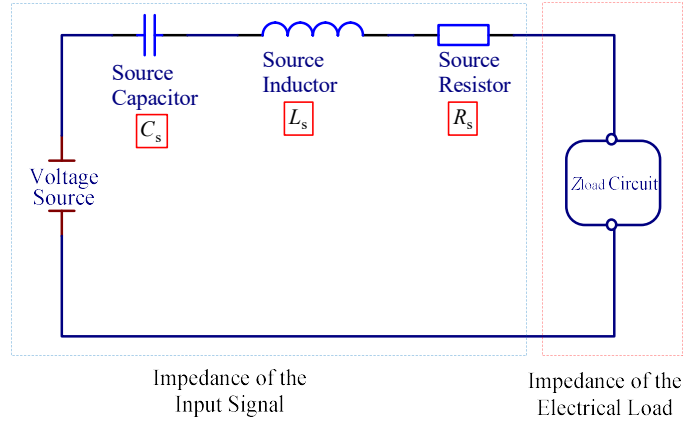 Source
Capacitor
Cs
Source
Inductor
Ls
Source
Resistor
Rs
Voltage
Source
Zload Circuit
Impedance of the
Input Signal
Impedance of the
Electrical Load